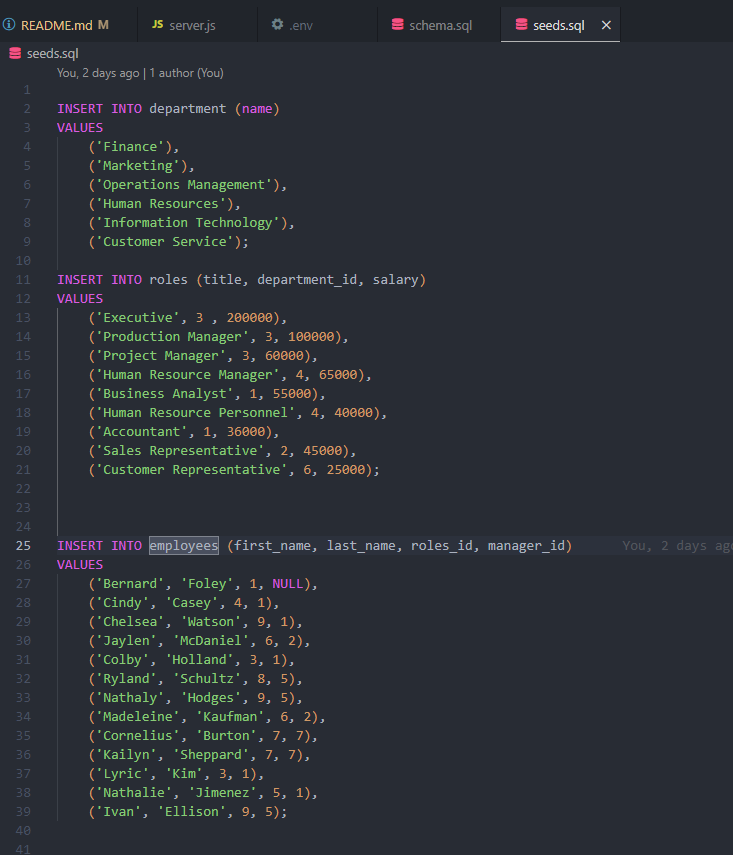 README.md M JS server.js .env schema.sql seeds.sql ×
seeds.sql
You, 2 days ago | 1 author (You)
1
2 INSERT INTO department (name)
3 VALUES
4 ('Finance'),
5 ('Marketing'),
6 ('Operations Management'),
7 ('Human Resources'),
8 ('Information Technology'),
9 ('Customer Service');
10
11 INSERT INTO roles (title, department_id, salary)
12 VALUES
13 ('Executive', 3 , 200000),
14 ('Production Manager', 3, 100000),
15 ('Project Manager', 3, 60000),
16 ('Human Resource Manager', 4, 65000),
17 ('Business Analyst', 1, 55000),
18 ('Human Resource Personnel', 4, 40000),
19 ('Accountant', 1, 36000),
20 ('Sales Representative', 2, 45000),
21 ('Customer Representative', 6, 25000);
22
23
24
25 INSERT INTO employees (first_name, last_name, roles_id, manager_id) You, 2 days ago
26 VALUES
27 ('Bernard', 'Foley', 1, NULL),
28 ('Cindy', 'Casey', 4, 1),
29 ('Chelsea', 'Watson', 9, 1),
30 ('Jaylen', 'McDaniel', 6, 2),
31 ('Colby', 'Holland', 3, 1),
32 ('Ryland', 'Schultz', 8, 5),
33 ('Nathaly', 'Hodges', 9, 5),
34 ('Madeleine', 'Kaufman', 6, 2),
35 ('Cornelius', 'Burton', 7, 7),
36 ('Kailyn', 'Sheppard', 7, 7),
37 ('Lyric', 'Kim', 3, 1),
38 ('Nathalie', 'Jimenez', 5, 1),
39 ('Ivan', 'Ellison', 9, 5);
40
41